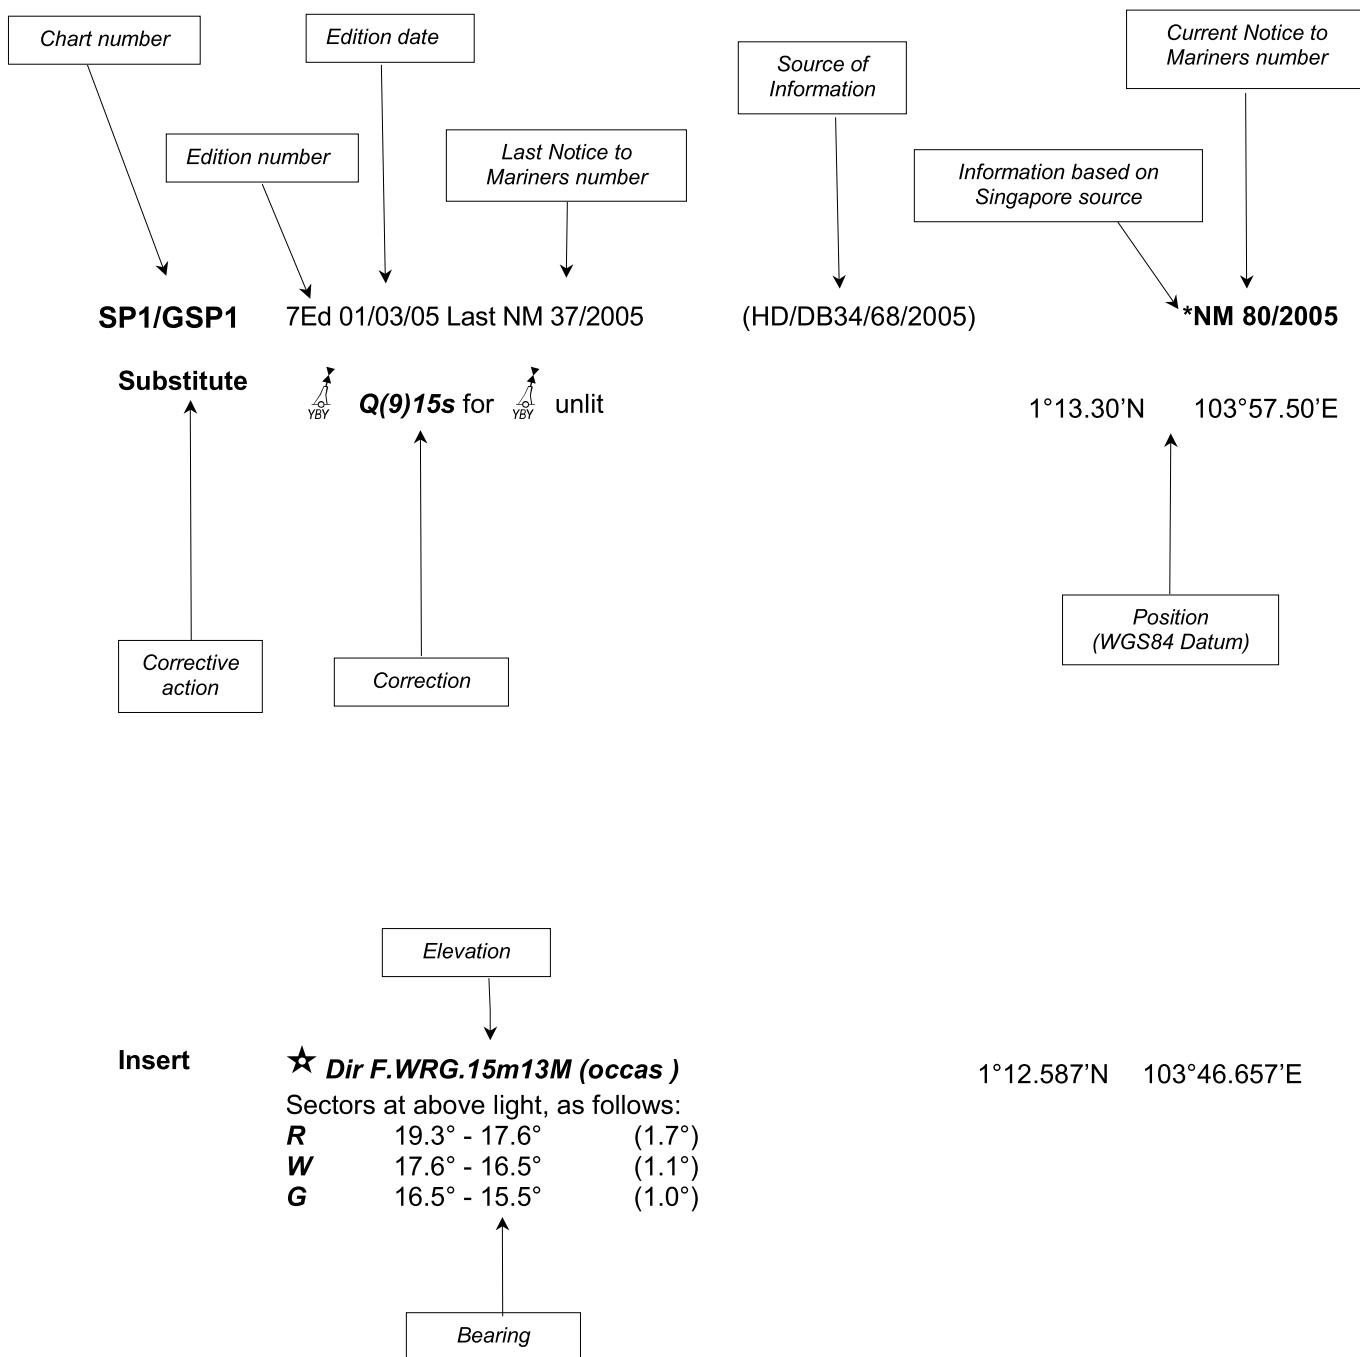 Chart number
Edition date
Source of
Information
Current Notice to
Mariners number
Edition number
Last Notice to
Mariners number
Information based on
Singapore source
SP1/GSP1 7Ed 01/03/05 Last NM 37/2005 (HD/DB34/68/2005) *NM 80/2005
Substitute YBY Q(9)15s for YBY unlit 1°13.30’N 103°57.50’E
Corrective
action
Correction
Position
(WGS84 Datum)
Elevation
Insert Dir F.WRG.15m13M (occas ) 1°12.587’N 103°46.657’E
Sectors at above light, as follows:
R 19.3° - 17.6° (1.7°)
W 17.6° - 16.5° (1.1°)
G 16.5° - 15.5° (1.0°)
Bearing